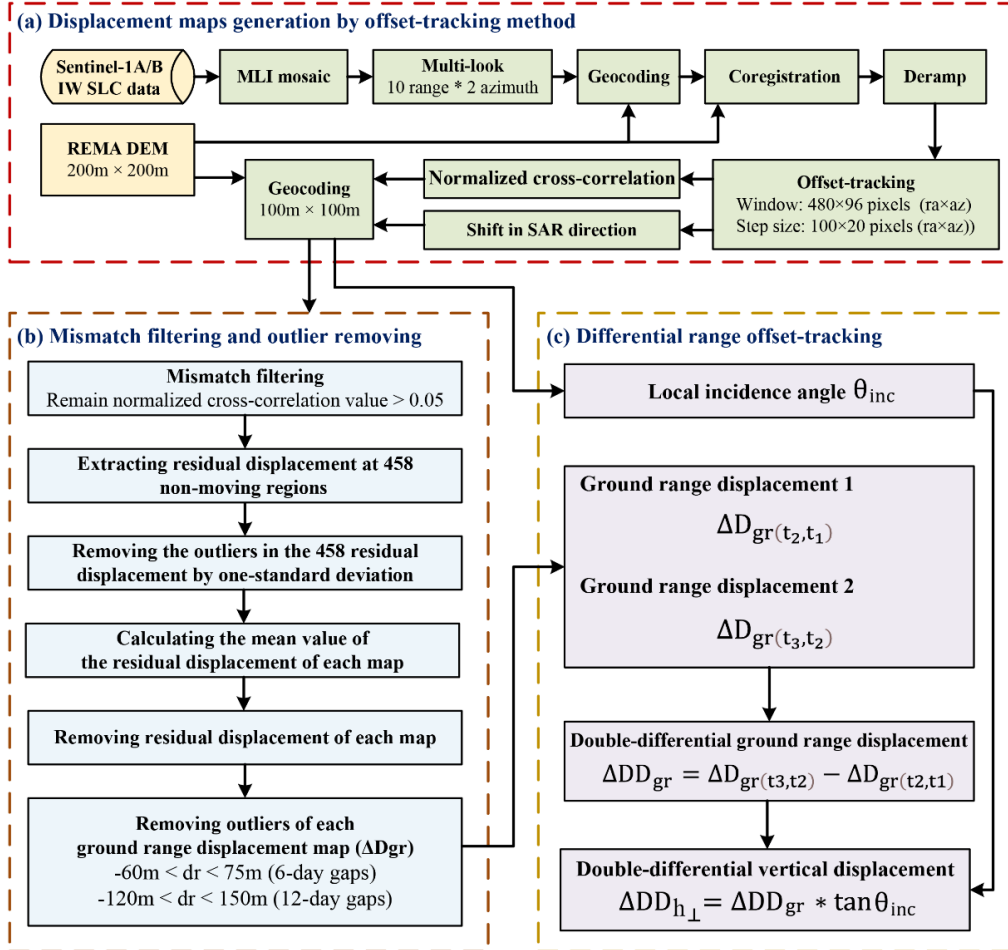 (a) Displacement maps generation by offset-tracking method
Sentinel-1A/B
IW SLC data
MLI mosaic
Multi-look
10 range * 2 azimuth
Geocoding
Coregistration
Deramp
REMA DEM
200m × 200m
Geocoding
100m × 100m
Normalized cross-correlation
Shift in SAR direction
Offset-tracking
Window: 480×96 pixels (ra×az)
Step size: 100×20 pixels (ra×az))
(b) Mismatch filtering and outlier removing
Mismatch filtering
Remain normalized cross-correlation value > 0.05
Extracting residual displacement at 458
non-moving regions
Removing the outliers in the 458 residual
displacement by one-standard deviation
Calculating the mean value of
the residual displacement of each map
Removing residual displacement of each map
Removing outliers of each
ground range displacement map (ΔDgr)
-60m < dr < 75m (6-day gaps)
-120m < dr < 150m (12-day gaps)
(c) Differential range offset-tracking
Local incidence angle θinc
Ground range displacement 1
ΔDgr(t₂,t₁)
Ground range displacement 2
ΔDgr(t₃,t₂)
Double-differential ground range displacement
ΔDDgr = ΔDgr(t3,t2) − ΔDgr(t2,t1)
Double-differential vertical displacement
ΔDDh⊥ = ΔDDgr * tanθinc